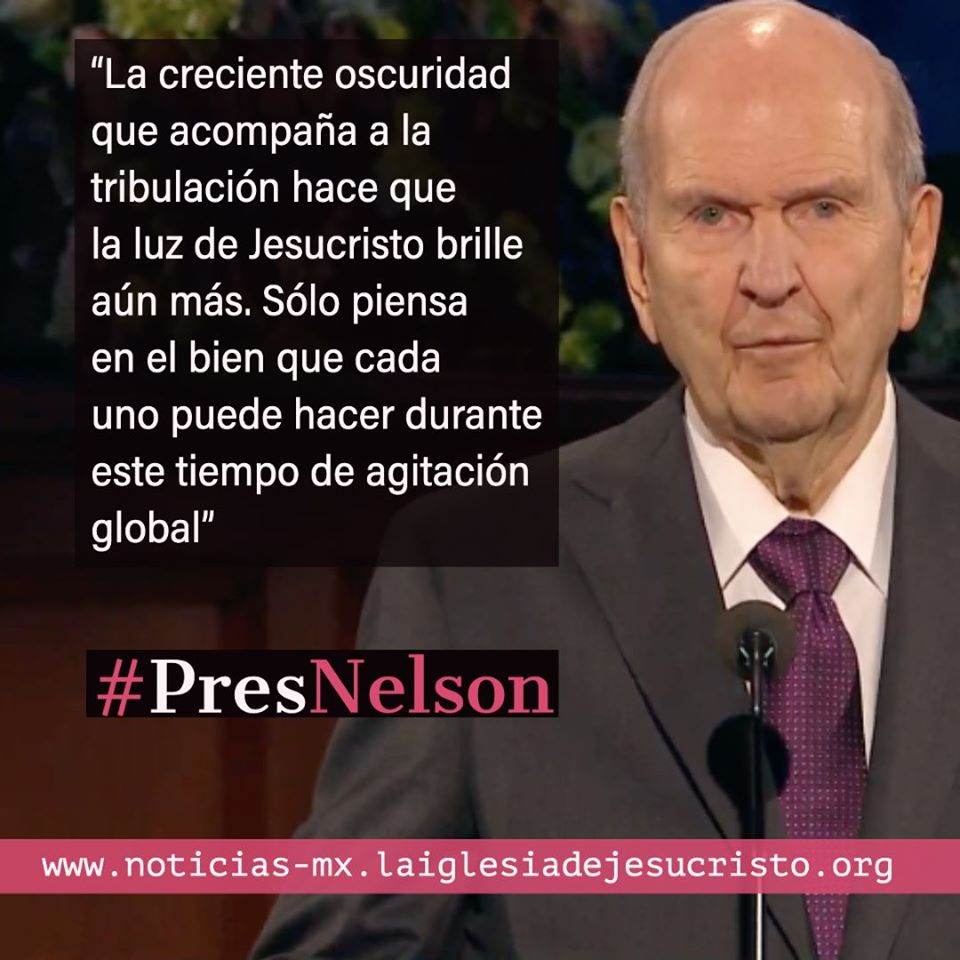 “La creciente oscuridad
que acompaña a la
tribulación hace que
la luz de Jesucristo brille
aún más. Sólo piensa
en el bien que cada
uno puede hacer durante
este tiempo de agitación
global”
#PresNelson
www.noticias-mx.laiglesiadejesucristo.org